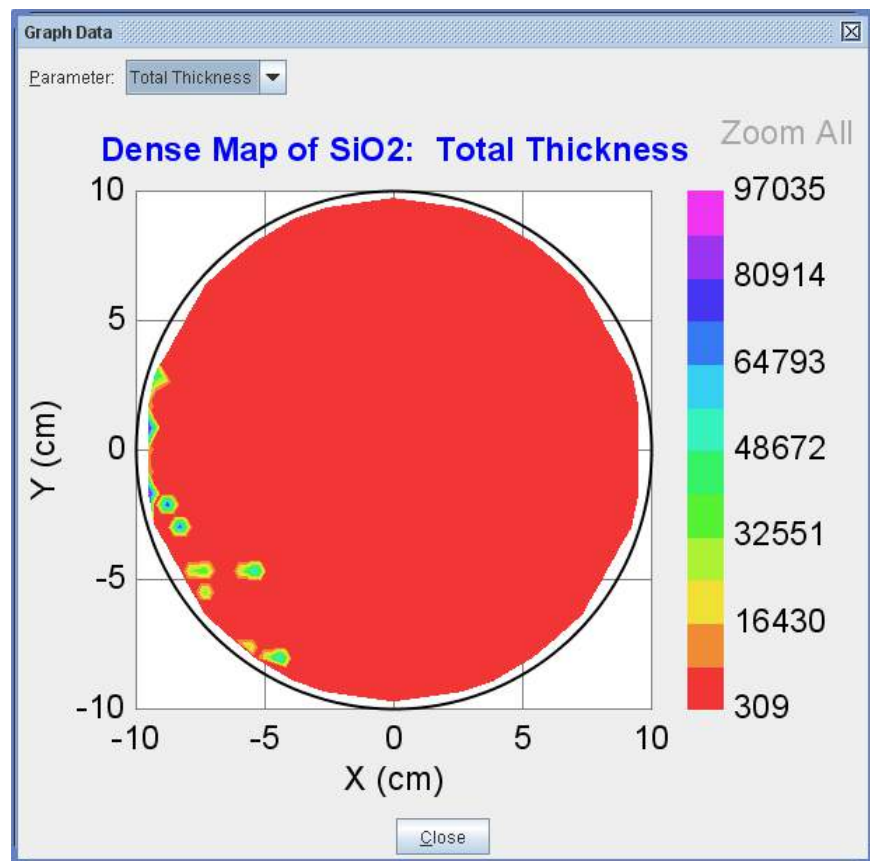 Graph Data
Parameter: Total Thickness
Zoom All
Dense Map of SiO2: Total Thickness
10
5
0
-5
-10
Y (cm)
-10 -5 0 5 10
X (cm)
97035
80914
64793
48672
32551
16430
309
Close